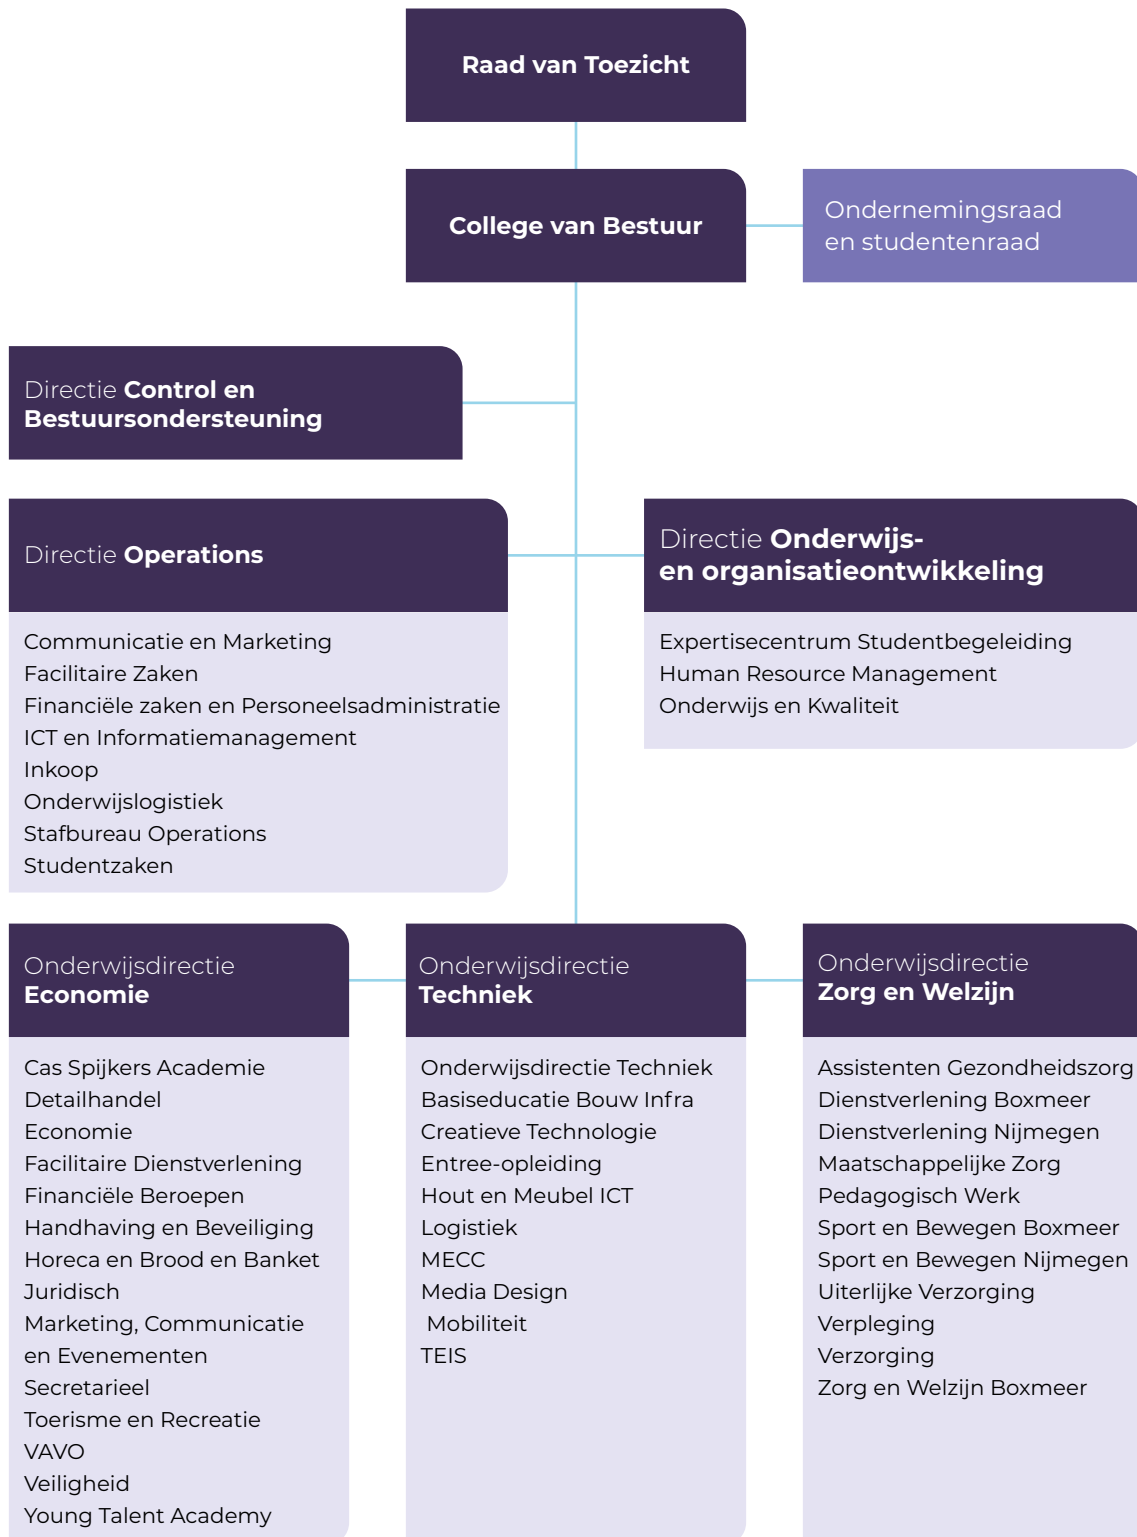 Raad van Toezicht
College van Bestuur
Ondernemingsraad
en studentenraad
Directie Control en
Bestuursondersteuning
Directie Operations
Communicatie en Marketing
Facilitaire Zaken
Financiële zaken en Personeelsadministratie
ICT en Informatiemanagement
Inkoop
Onderwijslogistiek
Stafbureau Operations
Studentzaken
Directie Onderwijs-
en organisatieontwikkeling
Expertisecentrum Studentbegeleiding
Human Resource Management
Onderwijs en Kwaliteit
Onderwijsdirectie
Economie
Cas Spijkers Academie
Detailhandel
Economie
Facilitaire Dienstverlening
Financiële Beroepen
Handhaving en Beveiliging
Horeca en Brood en Banket
Juridisch
Marketing, Communicatie
en Evenementen
Secretarieel
Toerisme en Recreatie
VAVO
Veiligheid
Young Talent Academy
Onderwijsdirectie
Techniek
Onderwijsdirectie Techniek
Basiseducatie Bouw Infra
Creatieve Technologie
Entree-opleiding
Hout en Meubel ICT
Logistiek
MECC
Media Design
Mobiliteit
TEIS
Onderwijsdirectie
Zorg en Welzijn
Assistenten Gezondheidszorg
Dienstverlening Boxmeer
Dienstverlening Nijmegen
Maatschappelijke Zorg
Pedagogisch Werk
Sport en Bewegen Boxmeer
Sport en Bewegen Nijmegen
Uiterlijke Verzorging
Verpleging
Verzorging
Zorg en Welzijn Boxmeer